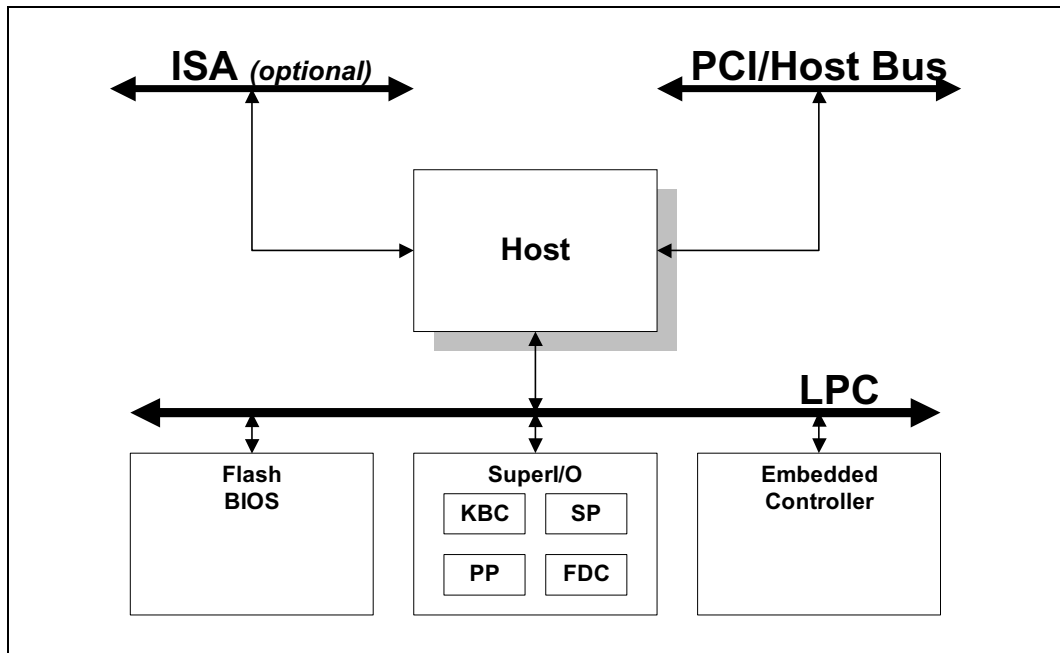 ISA (optional)
PCI/Host Bus
Host
LPC
Flash
BIOS
SuperI/O
KBC
SP
PP
FDC
Embedded
Controller